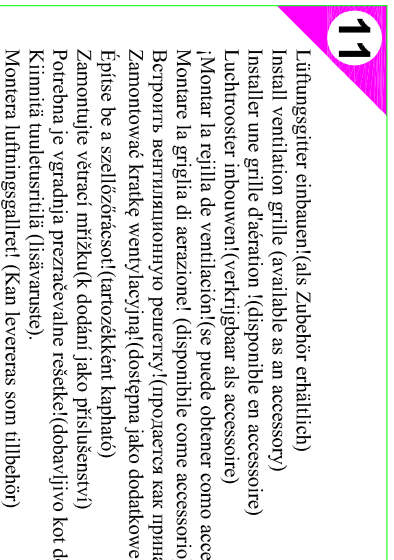 11
Lüftungsgitter einbauen!(als Zubehör erhältlich)
Install ventilation grille (available as an accessory)
Installer une grille d'aération !(disponible en accessoire)
Luchtrooster inbouwen!(verkrijgbaar als accessoire)
¡Montar la rejilla de ventilación!(se puede obtener como acce
Montare la griglia di aerazione! (disponibile come accessorio
Встроить вентиляционную решетку!(продается как прина
Zamontować kratkę wentylacyjną!(dostępna jako dodatkowe
Építse be a szellőzőrácsot!(tartozékként kapható)
Zamontujte větrací mřížku(k dodání jako příslušenství)
Potrebna je vgradnja prezračevalne rešetke!(dobavljivo kot d
Kiinnitä tuuletusritilä (lisävaruste).
Montera luftningsgallret! (Kan levereras som tillbehör)